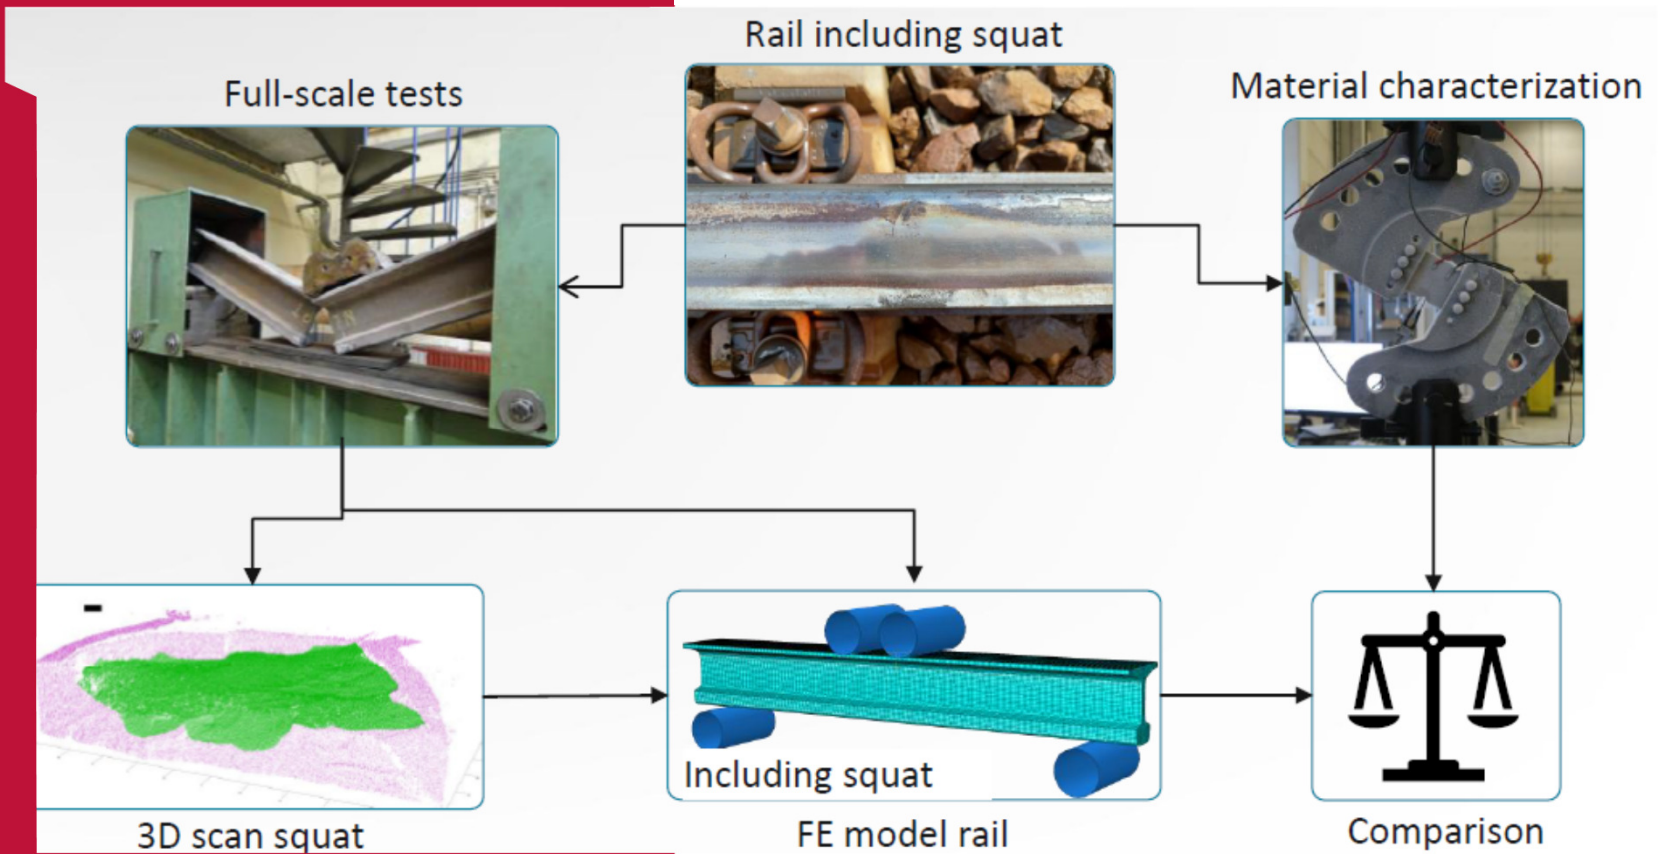 Rail including squat
Full-scale tests
Material characterization
Including squat
3D scan squat
FE model rail
Comparison